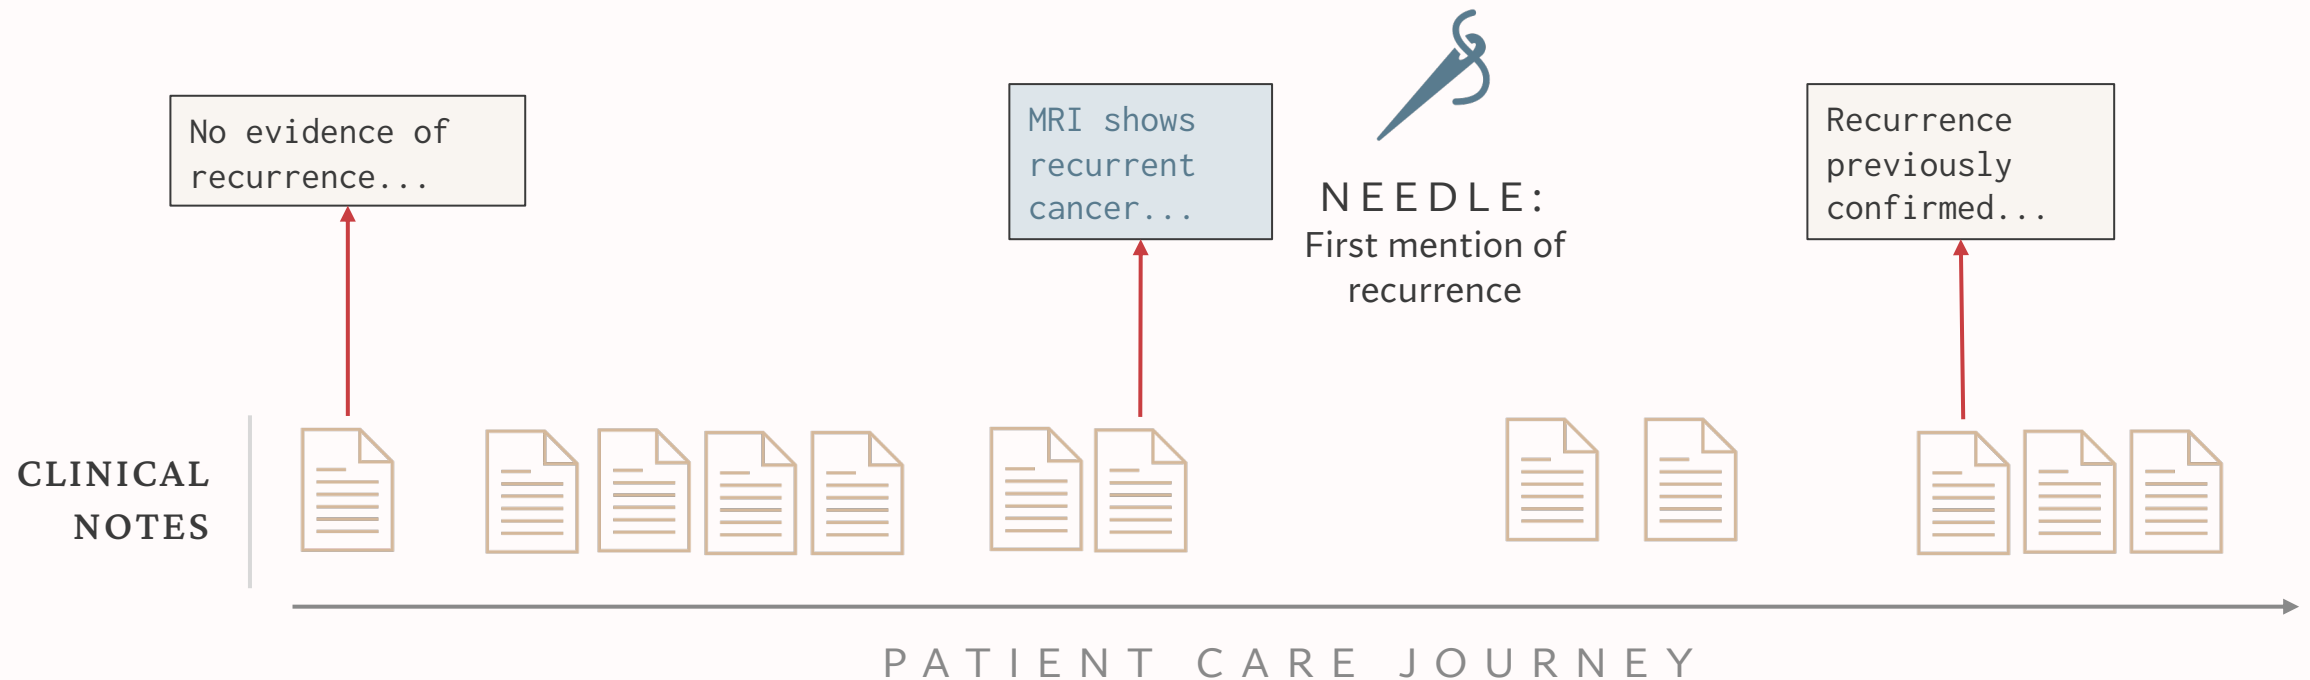 No evidence of
recurrence...
MRI shows
recurrent
cancer...
NEEDLE:
First mention of
recurrence
Recurrence
previously
confirmed...
CLINICAL
NOTES
PATIENT CARE JOURNEY